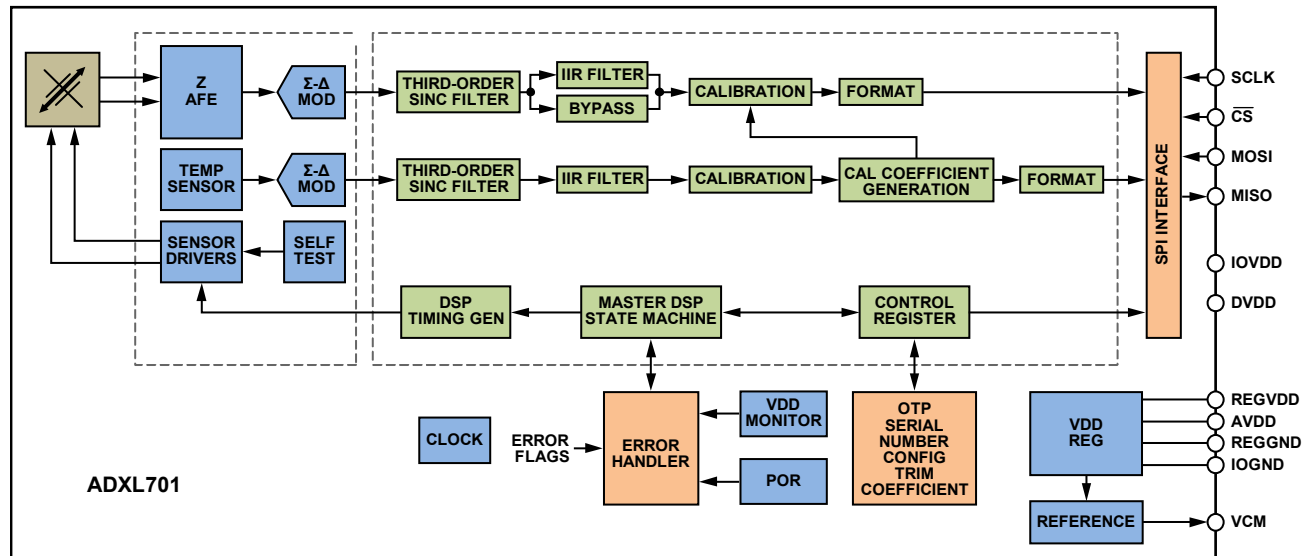 Z
AFE
Σ-Δ
MOD
THIRD-ORDER
SINC FILTER
IIR FILTER
BYPASS
CALIBRATION
FORMAT
TEMP
SENSOR
Σ-Δ
MOD
THIRD-ORDER
SINC FILTER
IIR FILTER
CALIBRATION
CAL COEFFICIENT
GENERATION
FORMAT
SENSOR
DRIVERS
SELF
TEST
DSP
TIMING GEN
MASTER DSP
STATE MACHINE
CONTROL
REGISTER
SPI INTERFACE
SCLK
C̅S̅
MOSI
MISO
IOVDD
DVDD
CLOCK
ERROR
FLAGS
ERROR
HANDLER
VDD
MONITOR
POR
OTP
SERIAL
NUMBER
CONFIG
TRIM
COEFFICIENT
VDD
REG
REGVDD
AVDD
REGGND
IOGND
REFERENCE
VCM
ADXL701